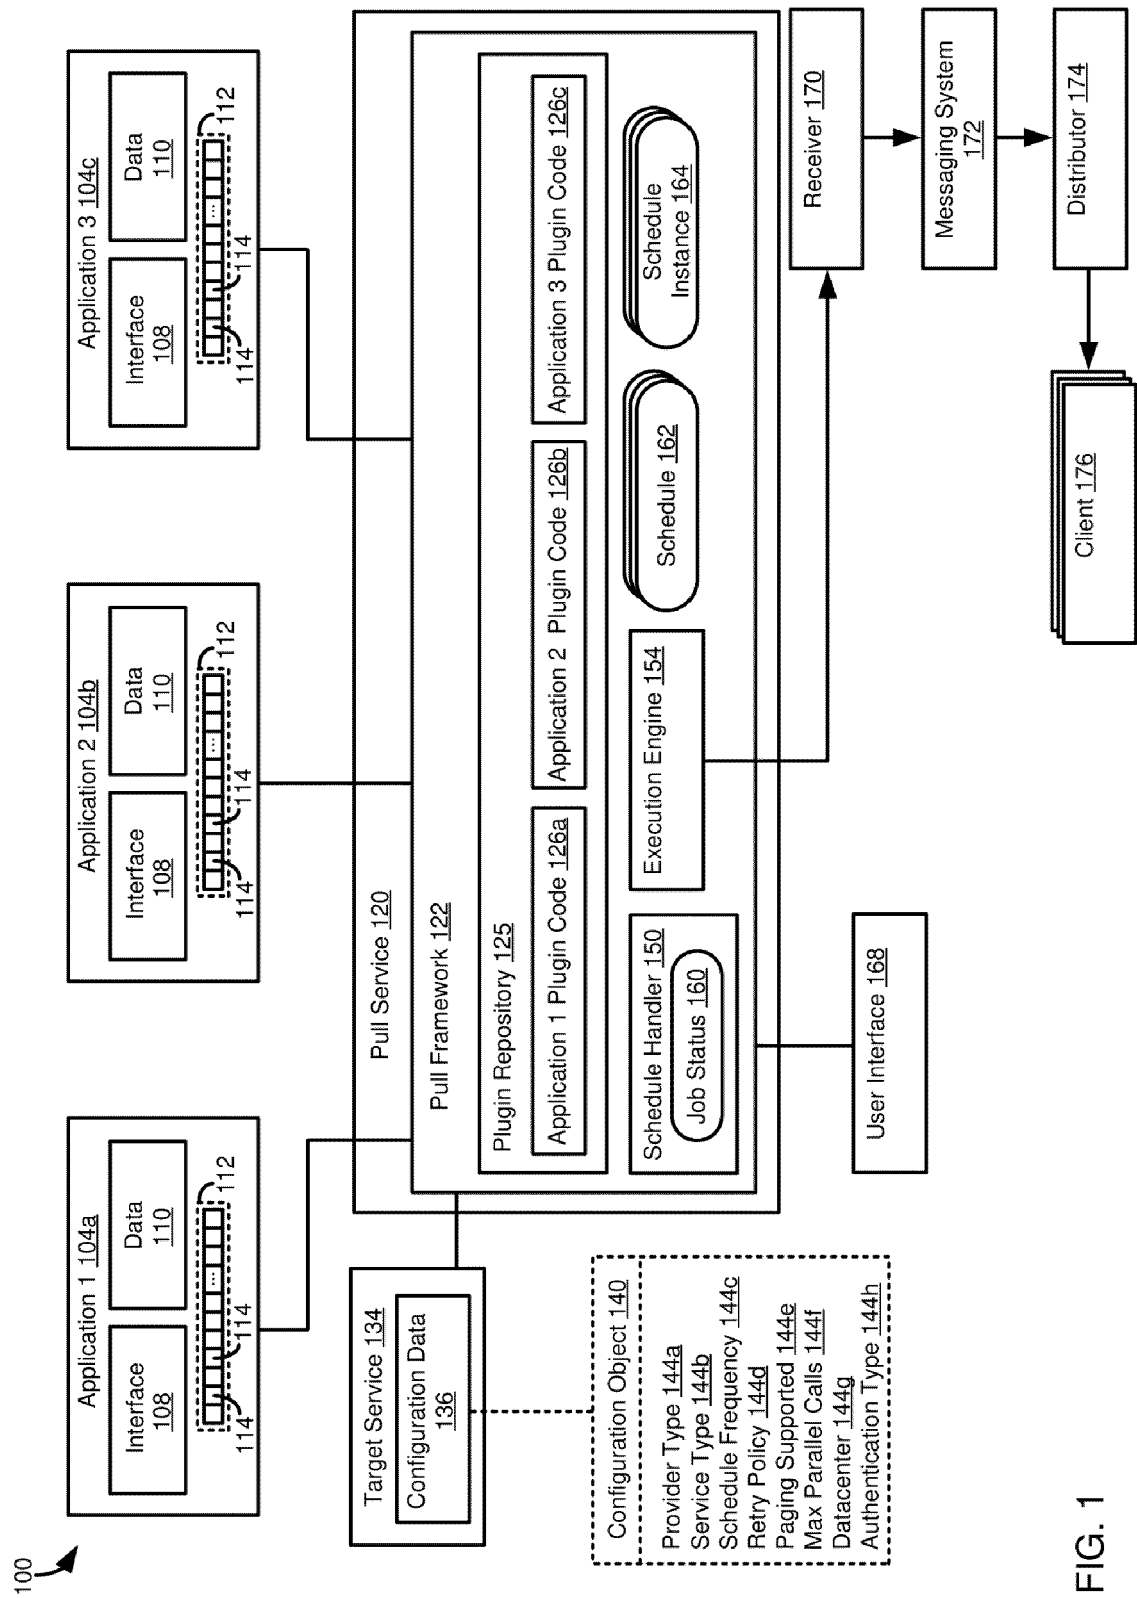 100
Application 1 104a
Interface
108
Data
110
112
114
114
...
Application 2 104b
Interface
108
Data
110
112
114
114
...
Application 3 104c
Interface
108
Data
110
112
114
114
...
Pull Service 120
Pull Framework 122
Plugin Repository 125
Application 1 Plugin Code 126a
Application 2 Plugin Code 126b
Application 3 Plugin Code 126c
Schedule Handler 150
Job Status 160
Execution Engine 154
Schedule 162
Schedule
Instance 164
Target Service 134
Configuration Data
136
Configuration Object 140
Provider Type 144a
Service Type 144b
Schedule Frequency 144c
Retry Policy 144d
Paging Supported 144e
Max Parallel Calls 144f
Datacenter 144g
Authentication Type 144h
User Interface 168
Receiver 170
Messaging System
172
Distributor 174
Client 176
FIG. 1